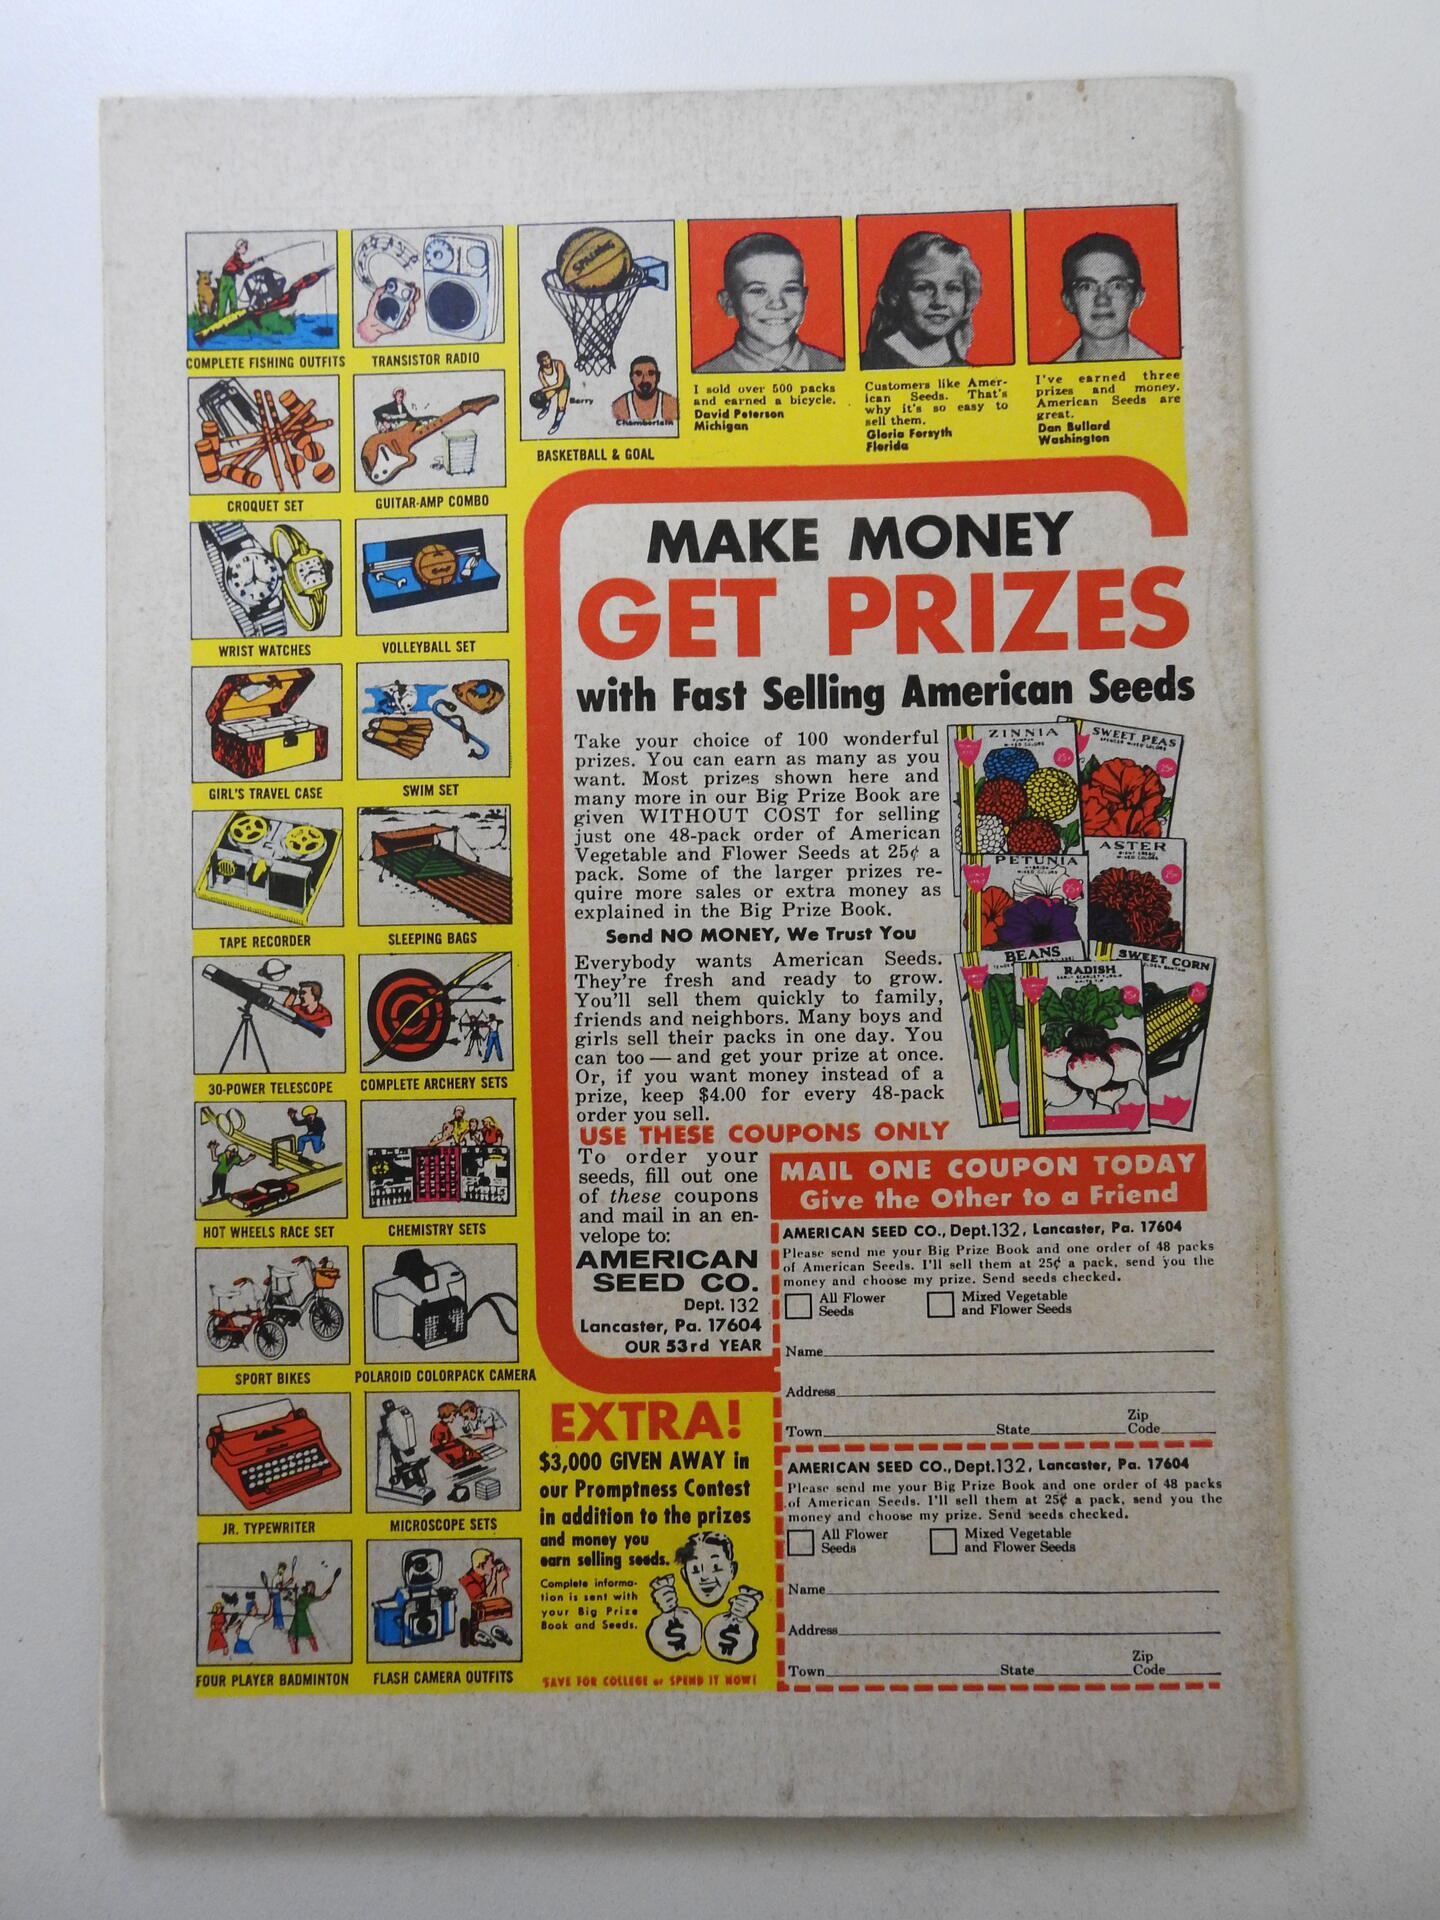 COMPLETE FISHING OUTFITS
TRANSISTOR RADIO
SPALDING
Barry
Chamberlain
BASKETBALL & GOAL
I sold over 500 packs
and earned a bicycle.
David Peterson
Michigan
Customers like Amer-
ican Seeds. That's
why it's so easy to
sell them.
Gloria Forsyth
Florida
I've earned three
prizes and money.
American Seeds are
great.
Dan Bullard
Washington
CROQUET SET
GUITAR-AMP COMBO
WRIST WATCHES
VOLLEYBALL SET
GIRL'S TRAVEL CASE
SWIM SET
TAPE RECORDER
SLEEPING BAGS
30-POWER TELESCOPE
COMPLETE ARCHERY SETS
HOT WHEELS RACE SET
CHEMISTRY SETS
SPORT BIKES
POLAROID COLORPACK CAMERA
JR. TYPEWRITER
MICROSCOPE SETS
FOUR PLAYER BADMINTON
FLASH CAMERA OUTFITS
MAKE MONEY
GET PRIZES
with Fast Selling American Seeds
Take your choice of 100 wonderful
prizes. You can earn as many as you
want. Most prizes shown here and
many more in our Big Prize Book are
given WITHOUT COST for selling
just one 48-pack order of American
Vegetable and Flower Seeds at 25¢ a
pack. Some of the larger prizes re-
quire more sales or extra money as
explained in the Big Prize Book.
Send NO MONEY, We Trust You
Everybody wants American Seeds.
They're fresh and ready to grow.
You'll sell them quickly to family,
friends and neighbors. Many boys and
girls sell their packs in one day. You
can too — and get your prize at once.
Or, if you want money instead of a
prize, keep $4.00 for every 48-pack
order you sell.
USE THESE COUPONS ONLY
To order your
seeds, fill out one
of these coupons
and mail in an en-
velope to:
AMERICAN
SEED CO.
Dept. 132
Lancaster, Pa. 17604
OUR 53rd YEAR
ZINNIA
MIXED COLORS
25¢
SWEET PEAS
SPENCER MIXED COLORS
25¢
PETUNIA
MIXED COLORS
25¢
ASTER
MIXED COLORS
25¢
BEANS
RADISH
25¢
SWEET CORN
25¢
MAIL ONE COUPON TODAY
Give the Other to a Friend
AMERICAN SEED CO., Dept. 132, Lancaster, Pa. 17604
Please send me your Big Prize Book and one order of 48 packs
of American Seeds. I'll sell them at 25¢ a pack, send you the
money and choose my prize. Send seeds checked.
All Flower
Seeds
Mixed Vegetable
and Flower Seeds
Name
Address
Town State Zip
Code
AMERICAN SEED CO., Dept. 132, Lancaster, Pa. 17604
Please send me your Big Prize Book and one order of 48 packs
of American Seeds. I'll sell them at 25¢ a pack, send you the
money and choose my prize. Send seeds checked.
All Flower
Seeds
Mixed Vegetable
and Flower Seeds
Name
Address
Town State Zip
Code
EXTRA!
$3,000 GIVEN AWAY in
our Promptness Contest
in addition to the prizes
and money you
earn selling seeds.
Complete informa-
tion is sent with
your Big Prize
Book and Seeds.
$ $
SAVE FOR COLLEGE or SPEND IT NOW!